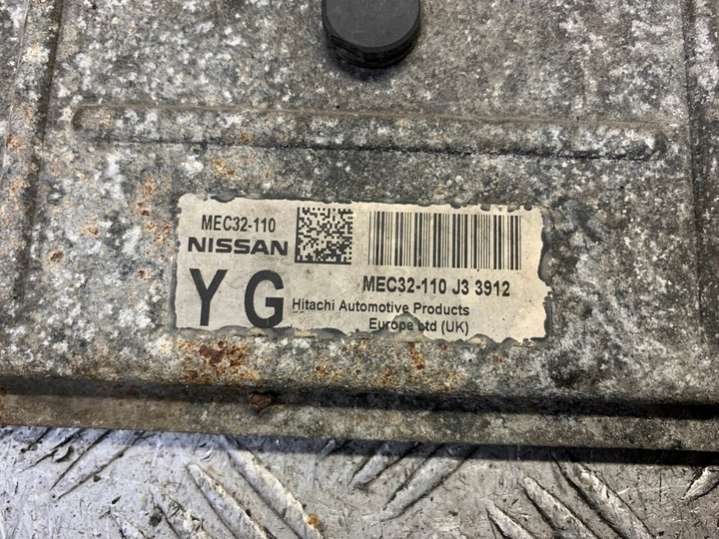 MEC32-110
NISSAN
MEC32-110 J3 3912
YG
Hitachi Automotive Products
Europe Ltd (UK)